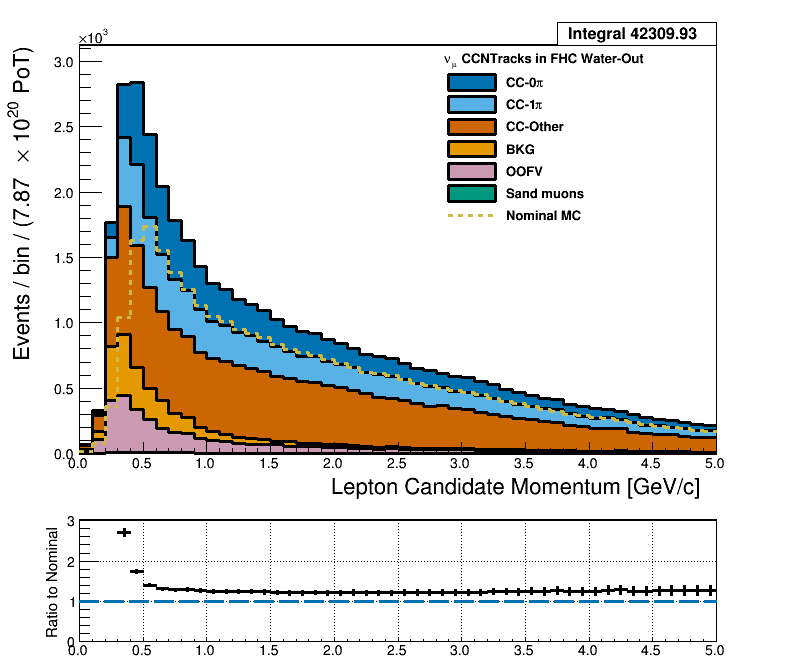 Integral 42309.93
×10³
ν_μ CCNTracks in FHC Water-Out
CC-0π
CC-1π
CC-Other
BKG
OOFV
Sand muons
Nominal MC
Events / bin / (7.87 × 10²⁰ PoT)
3.0
2.5
2.0
1.5
1.0
0.5
0.0
0.0 0.5 1.0 1.5 2.0 2.5 3.0 3.5 4.0 4.5 5.0
Lepton Candidate Momentum [GeV/c]
Ratio to Nominal
3
2
1
0
0.0 0.5 1.0 1.5 2.0 2.5 3.0 3.5 4.0 4.5 5.0